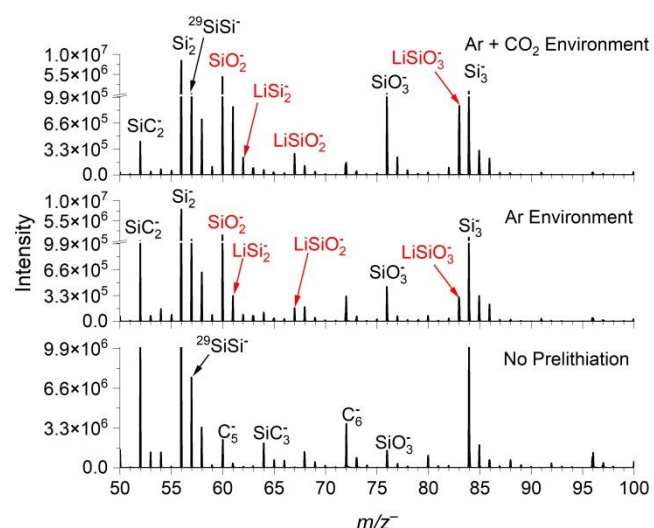 ²⁹SiSi⁻
Ar + CO₂ Environment
1.0×10⁷
5.5×10⁶
9.9×10⁵
6.6×10⁵
3.3×10⁵
0.0
Si₂⁻
SiO₂⁻
LiSi₂⁻
SiC₂⁻
LiSiO₂⁻
SiO₃⁻
LiSiO₃⁻
Si₃⁻
Ar Environment
1.0×10⁷
5.5×10⁶
9.9×10⁵
6.6×10⁵
3.3×10⁵
0.0
SiC₂⁻
Si₂⁻
SiO₂⁻
LiSi₂⁻
LiSiO₂⁻
SiO₃⁻
LiSiO₃⁻
Si₃⁻
Intensity
No Prelithiation
9.9×10⁶
6.6×10⁶
3.3×10⁶
0.0
²⁹SiSi⁻
C₅⁻
SiC₃⁻
C₆⁻
SiO₃⁻
50 55 60 65 70 75 80 85 90 95 100
m/z⁻